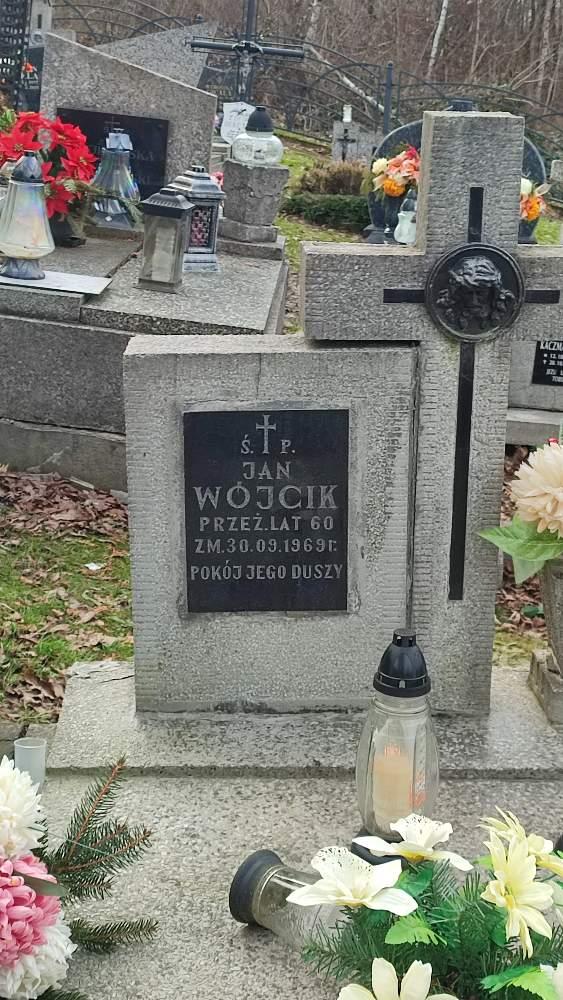 Ś. P.
JAN
WÓJCIK
PRZEŻ. LAT 60
ZM. 30.09.1969 r.
POKÓJ JEGO DUSZY